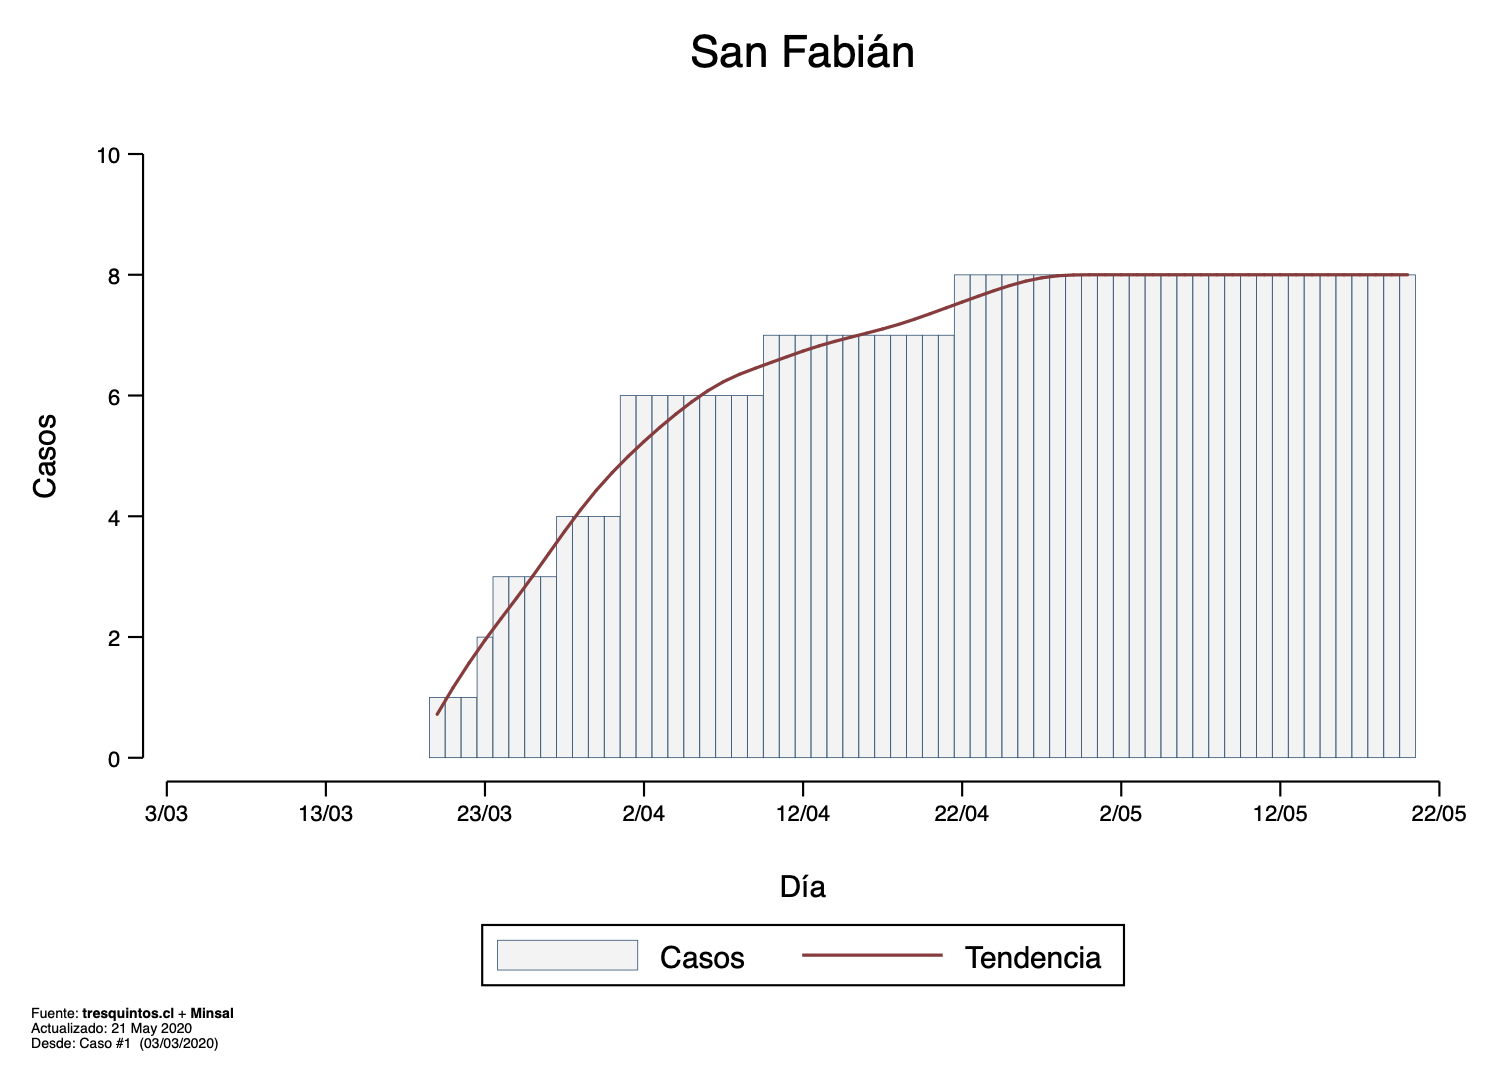 San Fabián
10
8
6
4
2
0
Casos
3/03 13/03 23/03 2/04 12/04 22/04 2/05 12/05 22/05
Día
Casos Tendencia
Fuente: tresquintos.cl + Minsal
Actualizado: 21 May 2020
Desde: Caso #1 (03/03/2020)